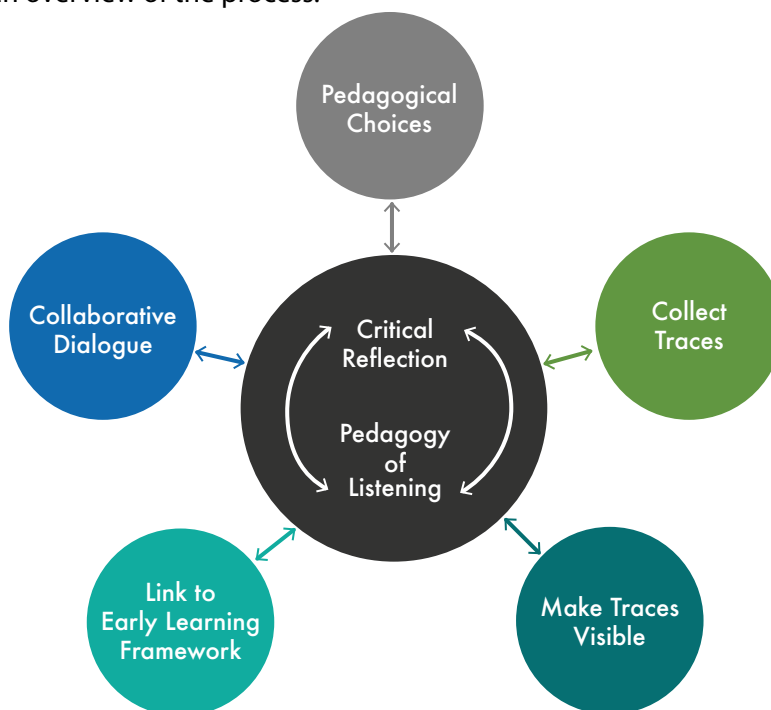 overview of the process.
Pedagogical
Choices
Collaborative
Dialogue
Critical
Reflection
Collect
Traces
Pedagogy
of
Listening
Link to
Early Learning
Framework
Make Traces
Visible